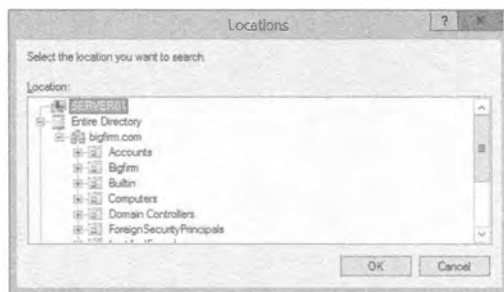 Locations
?
Select the location you want to search.
Location:
SERVER01
Entire Directory
bigfirm.com
Accounts
Bigfirm
Builtin
Computers
Domain Controllers
ForeignSecurityPrincipals
OK
Cancel